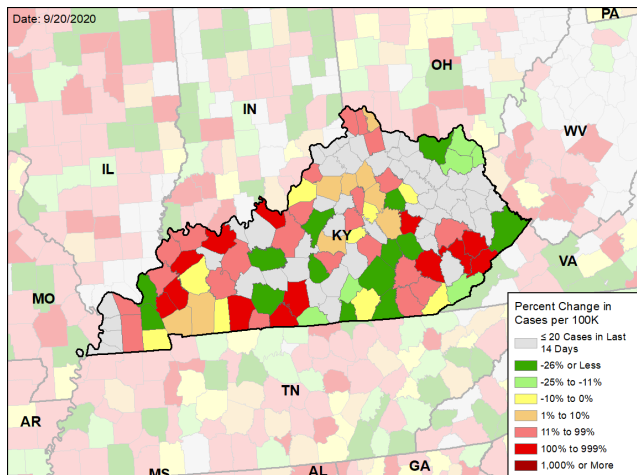 Date: 9/20/2020
PA
OH
IN
WV
IL
KY
VA
MO
Percent Change in
Cases per 100K
≤ 20 Cases in Last
14 Days
-26% or Less
-25% to -11%
-10% to 0%
1% to 10%
11% to 99%
100% to 999%
1,000% or More
TN
AR
MS
AL
GA